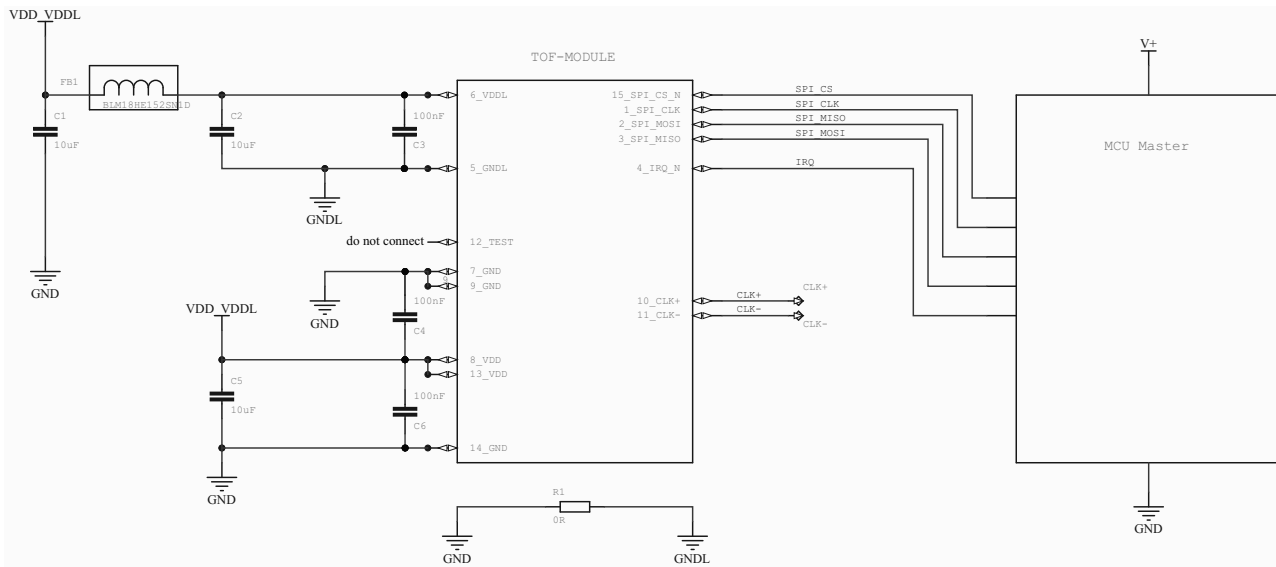 VDD_VDDL
FB1
BLM18HE152SN1D
C1
10uF
GND
C2
10uF
100nF
C3
GNDL
TOF-MODULE
6_VDDL
5_GNDL
do not connect
12_TEST
7_GND
9
9_GND
GND
100nF
C4
VDD_VDDL
8_VDD
13_VDD
C5
10uF
100nF
C6
14_GND
GND
15_SPI_CS_N
1_SPI_CLK
2_SPI_MOSI
3_SPI_MISO
4_IRQ_N
10_CLK+
11_CLK-
SPI_CS
SPI_CLK
SPI_MISO
SPI_MOSI
IRQ
CLK+
CLK-
CLK+
CLK-
V+
MCU Master
GND
R1
0R
GND
GNDL